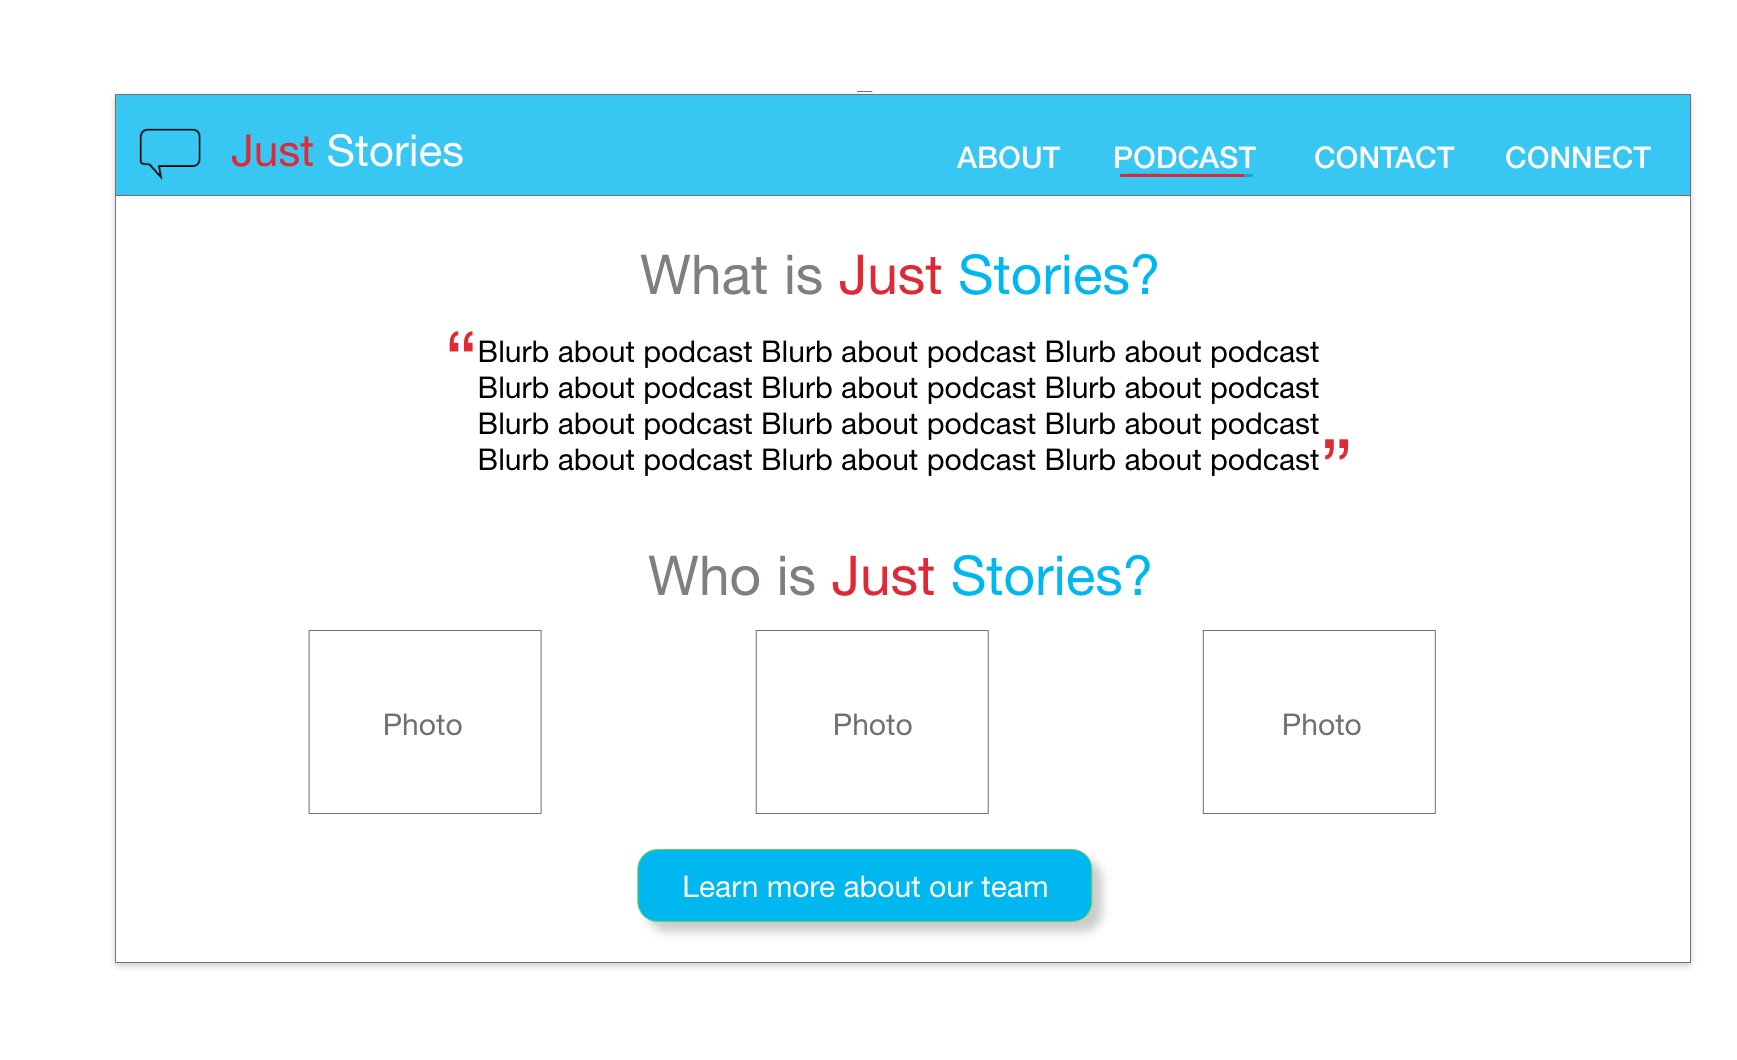 Just Stories
ABOUT PODCAST CONTACT CONNECT
What is Just Stories?
“Blurb about podcast Blurb about podcast Blurb about podcast
Blurb about podcast Blurb about podcast Blurb about podcast
Blurb about podcast Blurb about podcast Blurb about podcast
Blurb about podcast Blurb about podcast Blurb about podcast”
Who is Just Stories?
Photo Photo Photo
Learn more about our team